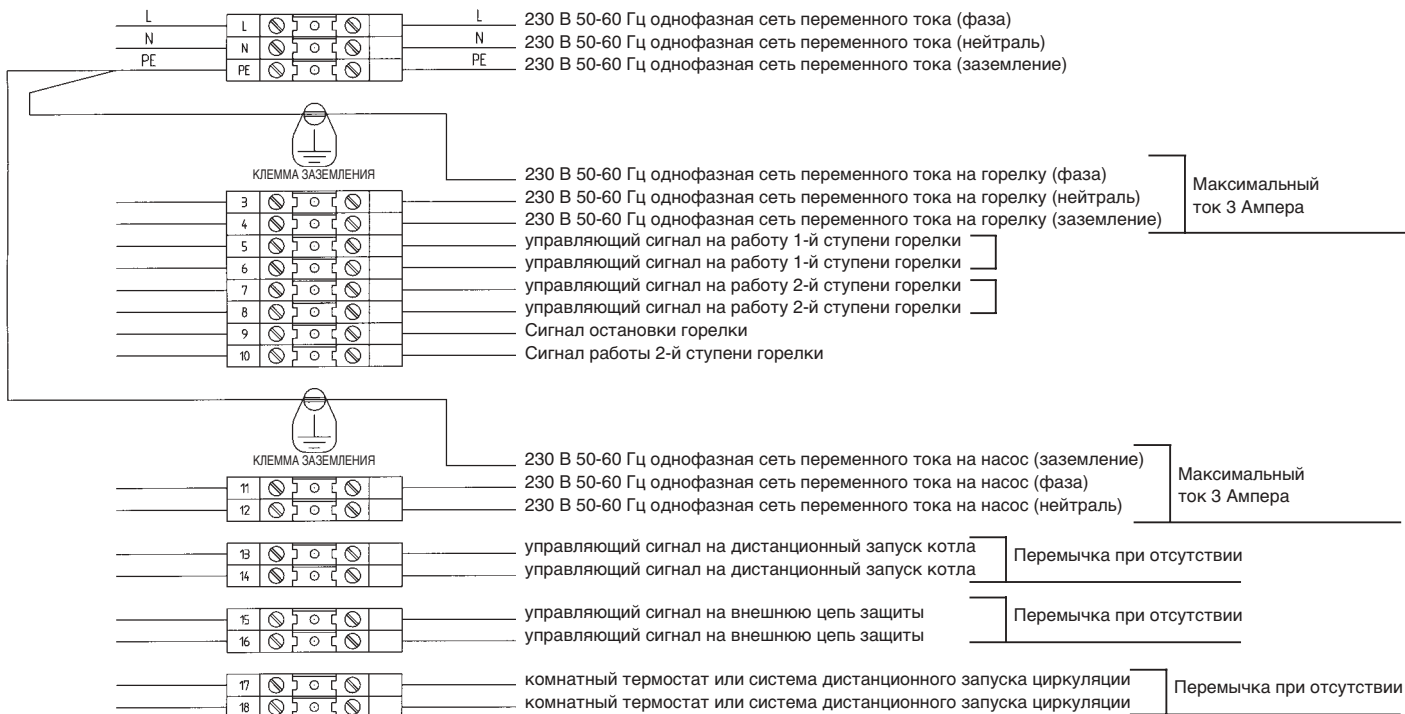 L L L 230 В 50-60 Гц однофазная сеть переменного тока (фаза)
N N N 230 В 50-60 Гц однофазная сеть переменного тока (нейтраль)
PE PE PE 230 В 50-60 Гц однофазная сеть переменного тока (заземление)
КЛЕММА ЗАЗЕМЛЕНИЯ
230 В 50-60 Гц однофазная сеть переменного тока на горелку (фаза)
3 230 В 50-60 Гц однофазная сеть переменного тока на горелку (нейтраль)
4 230 В 50-60 Гц однофазная сеть переменного тока на горелку (заземление)
Максимальный
ток 3 Ампера
5 управляющий сигнал на работу 1-й ступени горелки
6 управляющий сигнал на работу 1-й ступени горелки
7 управляющий сигнал на работу 2-й ступени горелки
8 управляющий сигнал на работу 2-й ступени горелки
9 Сигнал остановки горелки
10 Сигнал работы 2-й ступени горелки
КЛЕММА ЗАЗЕМЛЕНИЯ
230 В 50-60 Гц однофазная сеть переменного тока на насос (заземление)
11 230 В 50-60 Гц однофазная сеть переменного тока на насос (фаза)
12 230 В 50-60 Гц однофазная сеть переменного тока на насос (нейтраль)
Максимальный
ток 3 Ампера
13 управляющий сигнал на дистанционный запуск котла
14 управляющий сигнал на дистанционный запуск котла
Перемычка при отсутствии
15 управляющий сигнал на внешнюю цепь защиты
16 управляющий сигнал на внешнюю цепь защиты
Перемычка при отсутствии
17 комнатный термостат или система дистанционного запуска циркуляции
18 комнатный термостат или система дистанционного запуска циркуляции
Перемычка при отсутствии